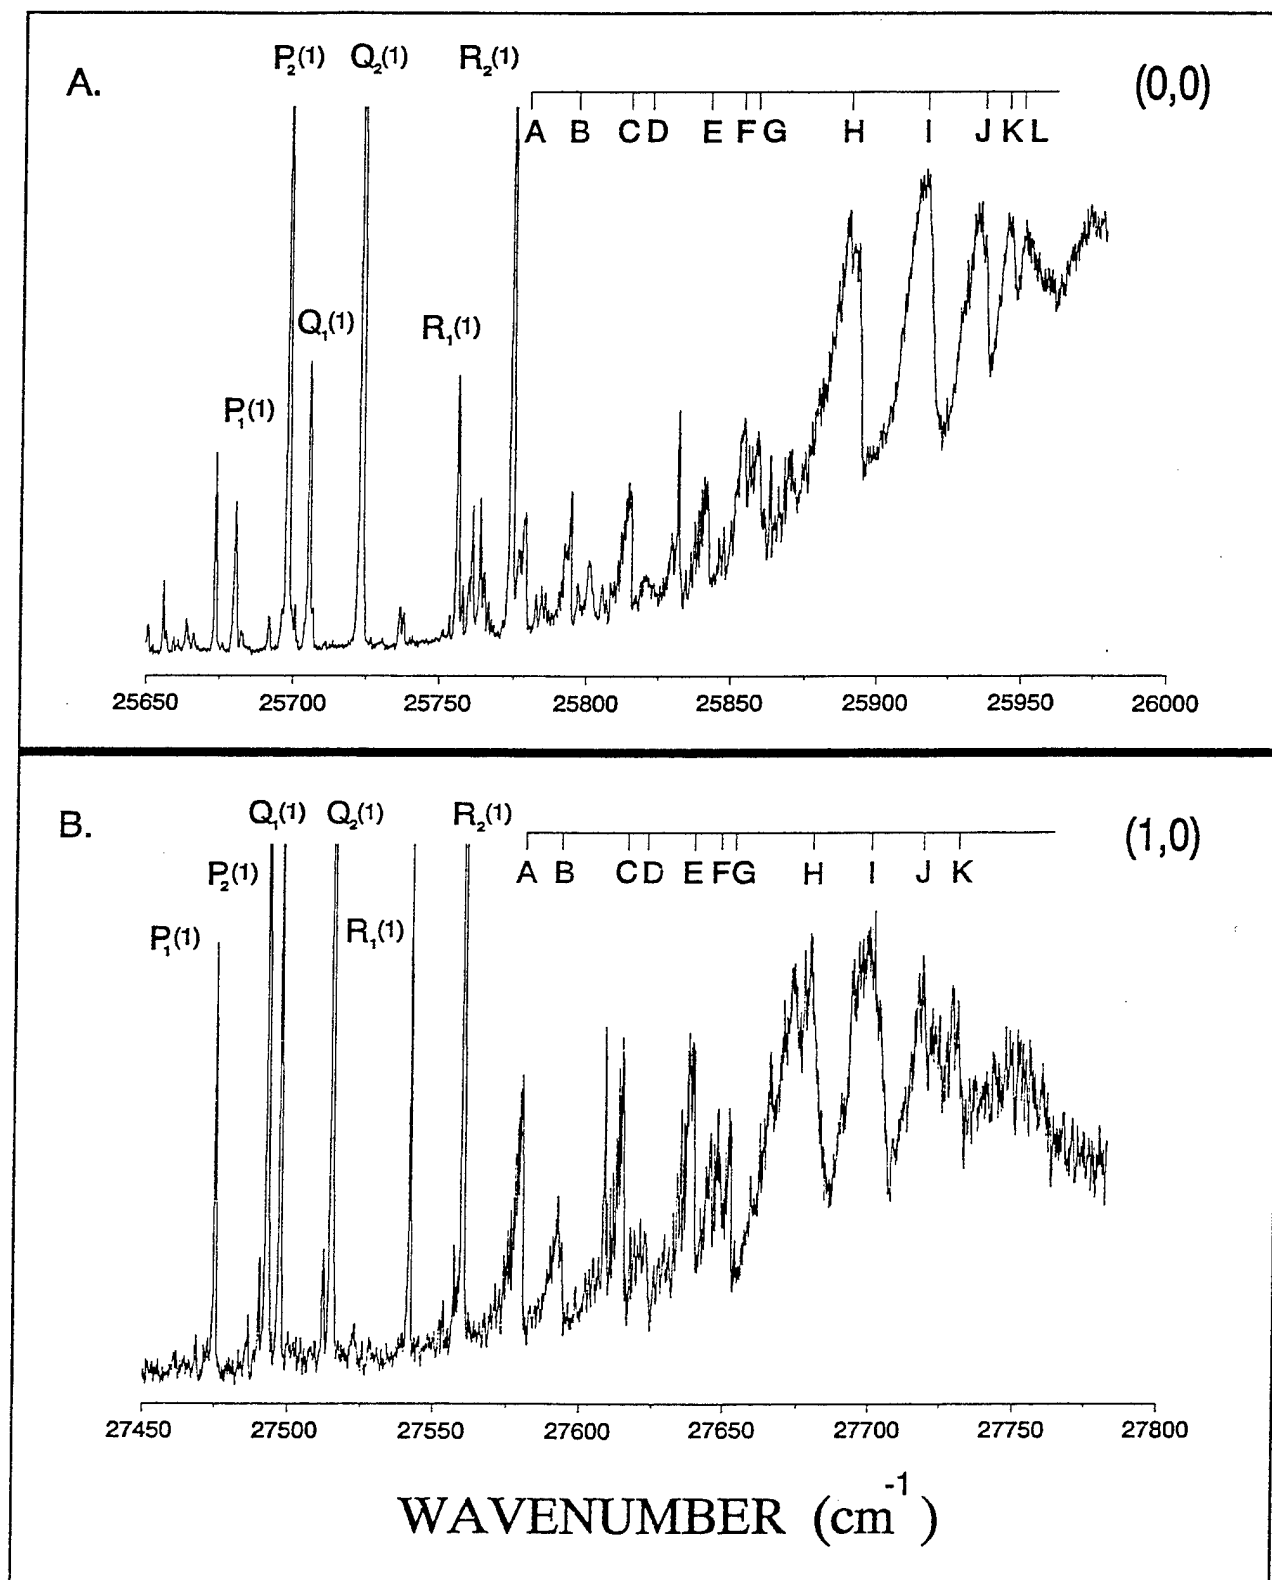 P₂(1) Q₂(1) R₂(1)
A. (0,0)
A B C D E F G H I J K L
Q₁(1) R₁(1)
P₁(1)
25650 25700 25750 25800 25850 25900 25950 26000
Q₁(1) Q₂(1) R₂(1)
B. (1,0)
P₂(1) A B C D E F G H I J K
P₁(1) R₁(1)
27450 27500 27550 27600 27650 27700 27750 27800
WAVENUMBER (cm⁻¹)